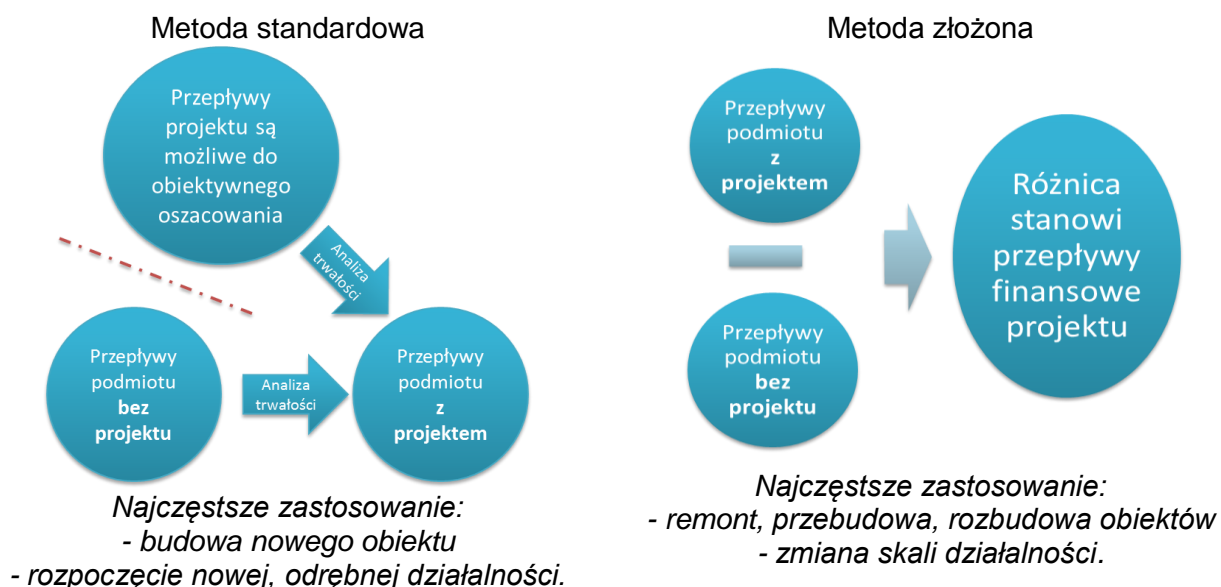 Metoda standardowa
Przepływy
projektu są
możliwe do
obiektywnego
oszacowania
Analiza
trwałości
Przepływy
podmiotu
bez
projektu
Analiza
trwałości
Przepływy
podmiotu
z
projektem
Najczęstsze zastosowanie:
- budowa nowego obiektu
- rozpoczęcie nowej, odrębnej działalności.
Metoda złożona
Przepływy
podmiotu
z
projektem
Przepływy
podmiotu
bez
projektu
Różnica
stanowi
przepływy
finansowe
projektu
Najczęstsze zastosowanie:
- remont, przebudowa, rozbudowa obiektów
- zmiana skali działalności.